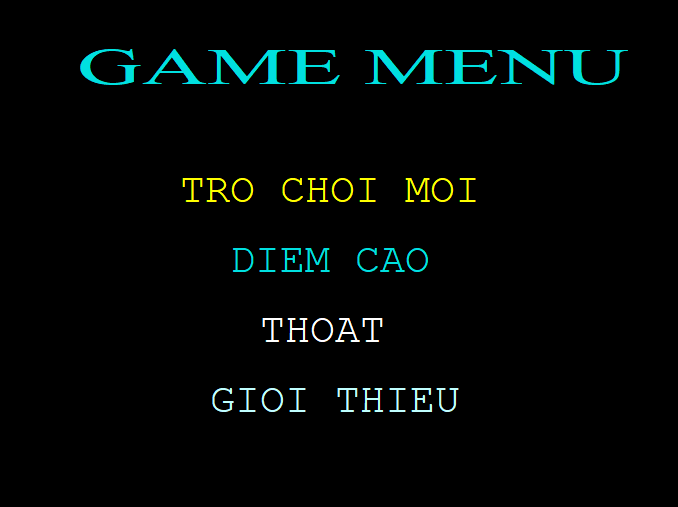 GAME MENU
TRO CHOI MOI
DIEM CAO
THOAT
GIOI THIEU